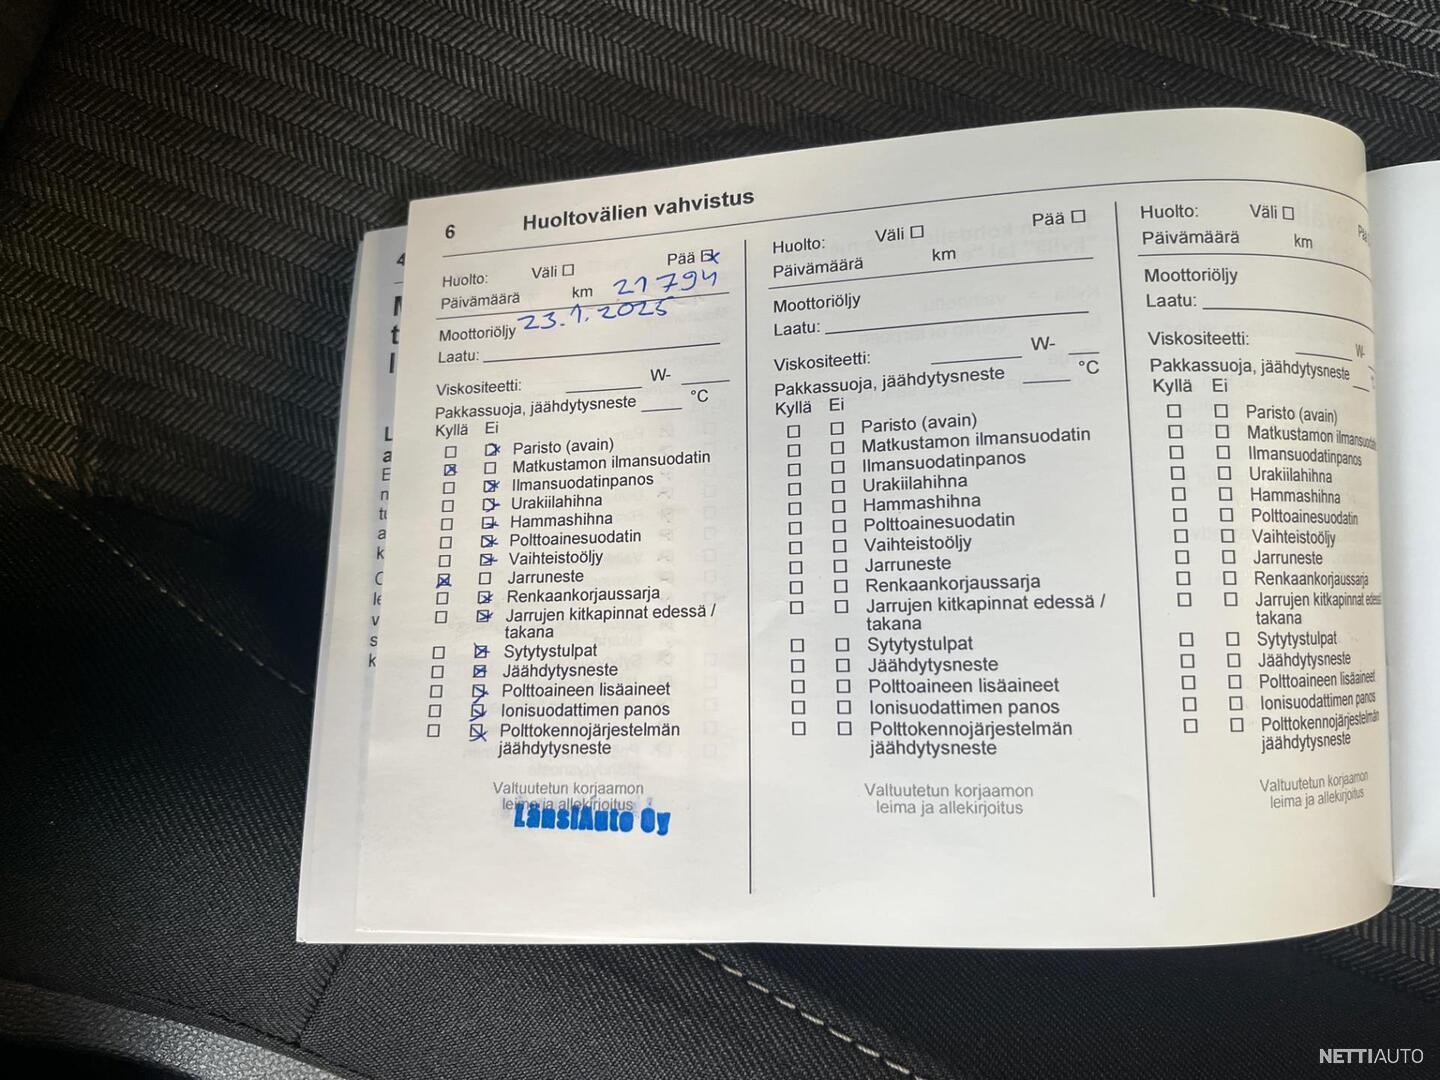 6
Huoltovälien vahvistus
Huolto: Väli ☐ Pää ☒
Päivämäärä km 21794
23.1.2025
Moottoriöljy
Laatu:
Viskositeetti: W-
Pakkassuoja, jäähdytysneste °C
Kyllä Ei
☐ ☒ Paristo (avain)
☒ ☐ Matkustamon ilmansuodatin
☐ ☒ Ilmansuodatinpanos
☐ ☒ Urakiilahihna
☐ ☒ Hammashihna
☐ ☒ Polttoainesuodatin
☐ ☒ Vaihteistoöljy
☒ ☐ Jarruneste
☐ ☒ Renkaankorjaussarja
☐ ☒ Jarrujen kitkapinnat edessä /
takana
☐ ☒ Sytytystulpat
☐ ☒ Jäähdytysneste
☐ ☒ Polttoaineen lisäaineet
☐ ☒ Ionisuodattimen panos
☐ ☒ Polttokennojärjestelmän
jäähdytysneste
Valtuutetun korjaamon
leima ja allekirjoitus
LänsiAuto Oy
Huolto: Väli ☐ Pää ☐
Päivämäärä km
Moottoriöljy
Laatu:
Viskositeetti: W-
Pakkassuoja, jäähdytysneste °C
Kyllä Ei
☐ ☐ Paristo (avain)
☐ ☐ Matkustamon ilmansuodatin
☐ ☐ Ilmansuodatinpanos
☐ ☐ Urakiilahihna
☐ ☐ Hammashihna
☐ ☐ Polttoainesuodatin
☐ ☐ Vaihteistoöljy
☐ ☐ Jarruneste
☐ ☐ Renkaankorjaussarja
☐ ☐ Jarrujen kitkapinnat edessä /
takana
☐ ☐ Sytytystulpat
☐ ☐ Jäähdytysneste
☐ ☐ Polttoaineen lisäaineet
☐ ☐ Ionisuodattimen panos
☐ ☐ Polttokennojärjestelmän
jäähdytysneste
Valtuutetun korjaamon
leima ja allekirjoitus
Huolto: Väli ☐
Päivämäärä km
Moottoriöljy
Laatu:
Viskositeetti: W-
Pakkassuoja, jäähdytysneste
Kyllä Ei
☐ ☐ Paristo (avain)
☐ ☐ Matkustamon ilmansuodatin
☐ ☐ Ilmansuodatinpanos
☐ ☐ Urakiilahihna
☐ ☐ Hammashihna
☐ ☐ Polttoainesuodatin
☐ ☐ Vaihteistoöljy
☐ ☐ Jarruneste
☐ ☐ Renkaankorjaussarja
☐ ☐ Jarrujen kitkapinnat edessä
takana
☐ ☐ Sytytystulpat
☐ ☐ Jäähdytysneste
☐ ☐ Polttoaineen lisäaineet
☐ ☐ Ionisuodattimen panos
☐ ☐ Polttokennojärjestelmän
jäähdytysneste
Valtuutetun korjaamon
leima ja allekirjoitus
NETTIAUTO